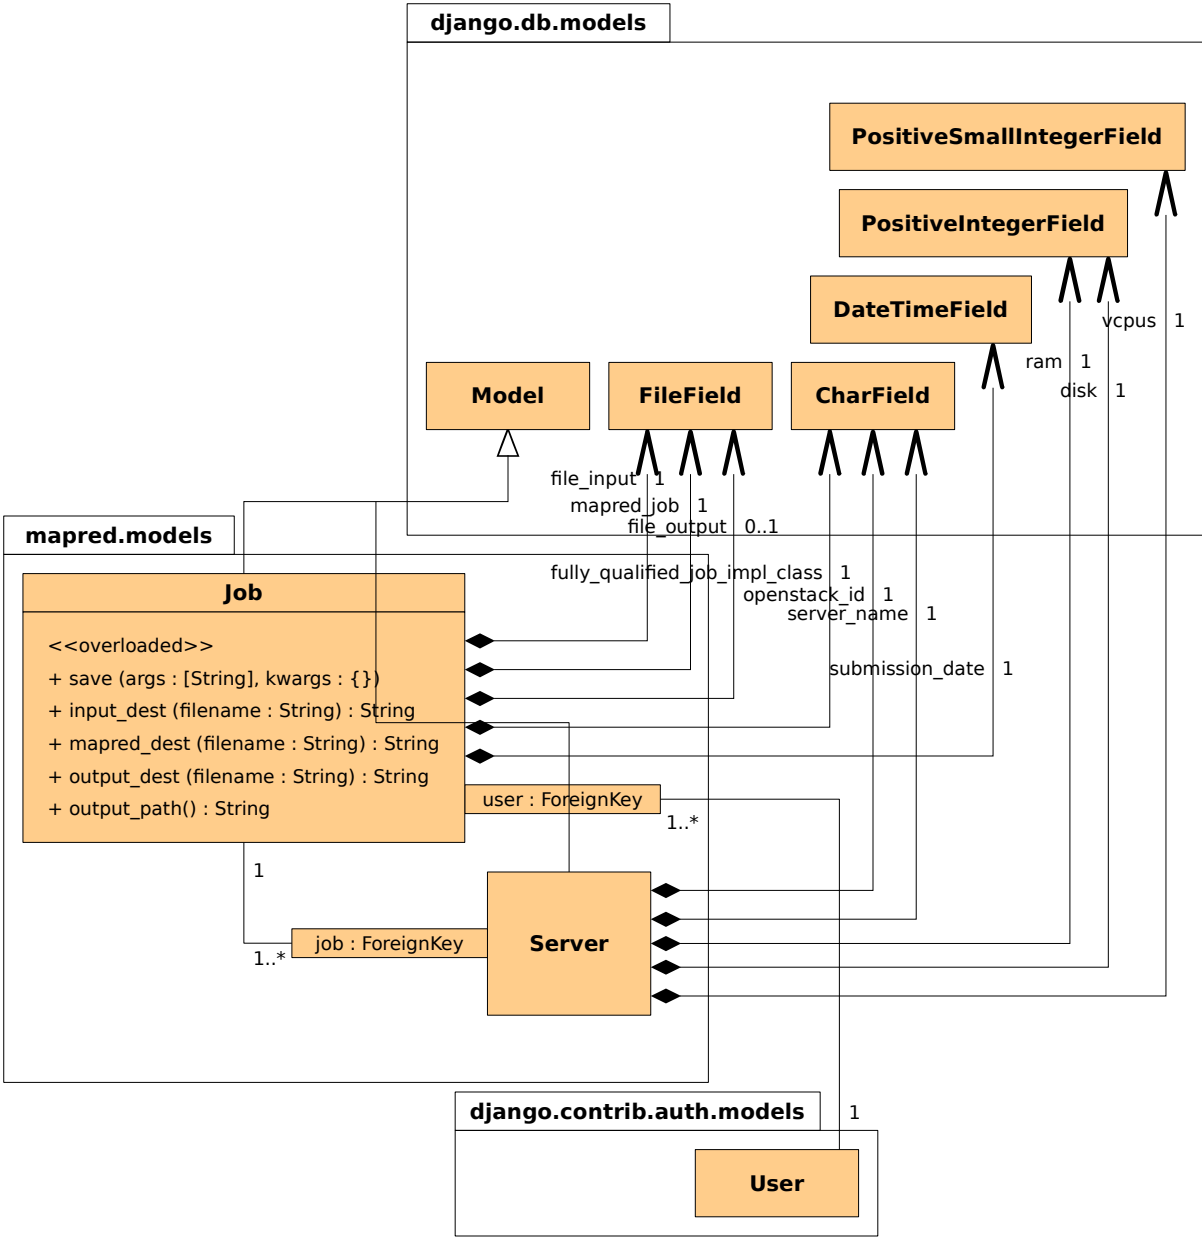 django.db.models
PositiveSmallIntegerField
PositiveIntegerField
DateTimeField
vcpus 1
ram 1
disk 1
Model
FileField
CharField
file_input 1
mapred_job 1
file_output 0..1
mapred.models
fully_qualified_job_impl_class 1
openstack_id 1
server_name 1
submission_date 1
Job
<<overloaded>>
+ save (args : [String], kwargs : {})
+ input_dest (filename : String) : String
+ mapred_dest (filename : String) : String
+ output_dest (filename : String) : String
+ output_path() : String
user : ForeignKey
1..*
1
job : ForeignKey
1..*
Server
django.contrib.auth.models
1
User